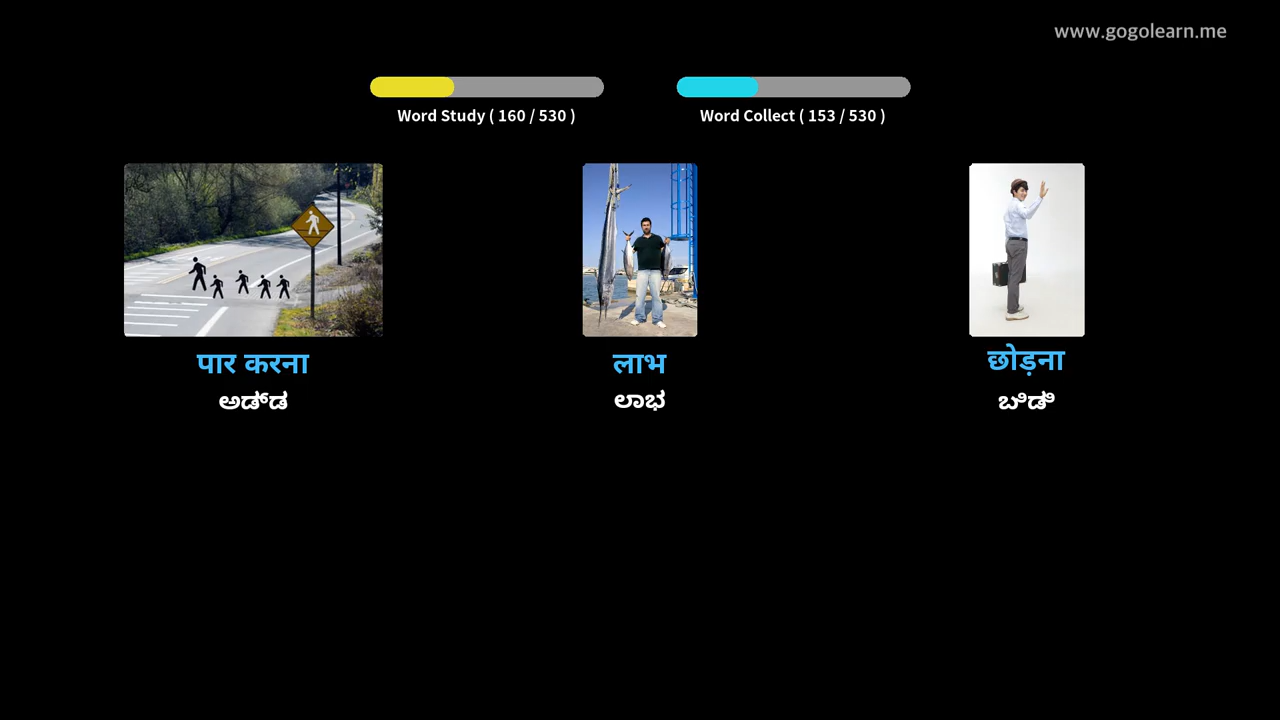 www.gogolearn.me
Word Study ( 160 / 530 )
Word Collect ( 153 / 530 )
पार करना
लाभ
छोड़ना
ಅಡ್ಡ
ಲಾಭ
ಬಿಡಿ